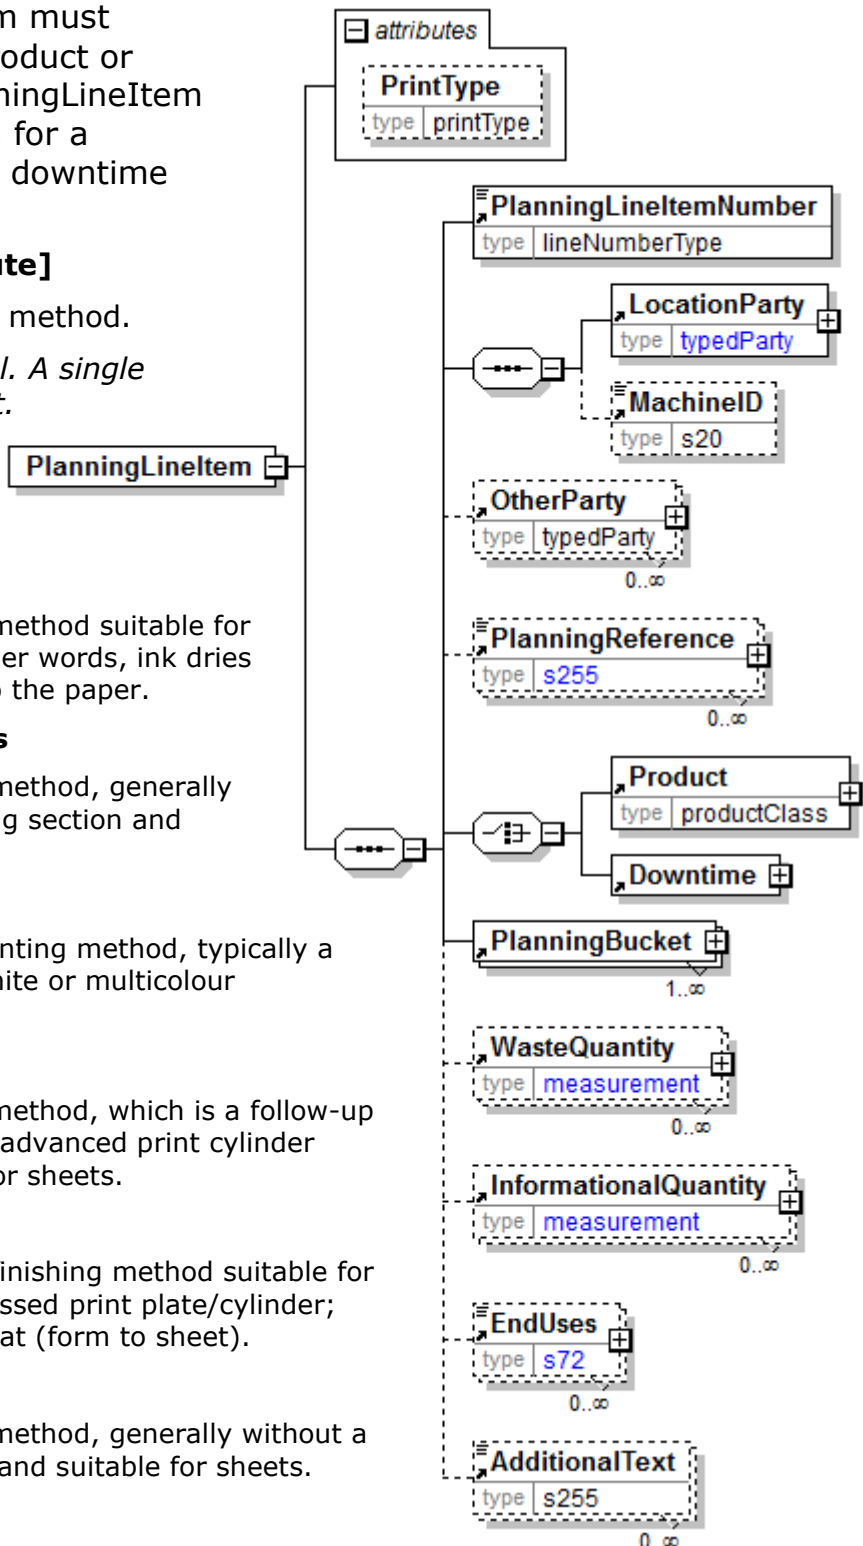 m must
oduct or
ningLineItem
for a
downtime
ute]
method.
l. A single
t.
method suitable for
er words, ink dries
o the paper.
s
method, generally
g section and
nting method, typically a
hite or multicolour
method, which is a follow-up
advanced print cylinder
or sheets.
finishing method suitable for
ssed print plate/cylinder;
at (form to sheet).
method, generally without a
and suitable for sheets.
attributes
PrintType
type printType
PlanningLineItem
PlanningLineItemNumber
type lineNumberType
LocationParty
type typedParty
MachineID
type s20
OtherParty
type typedParty
0..∞
PlanningReference
type s255
0..∞
Product
type productClass
Downtime
PlanningBucket
1..∞
WasteQuantity
type measurement
0..∞
InformationalQuantity
type measurement
0..∞
EndUses
type s72
0..∞
AdditionalText
type s255
0..∞